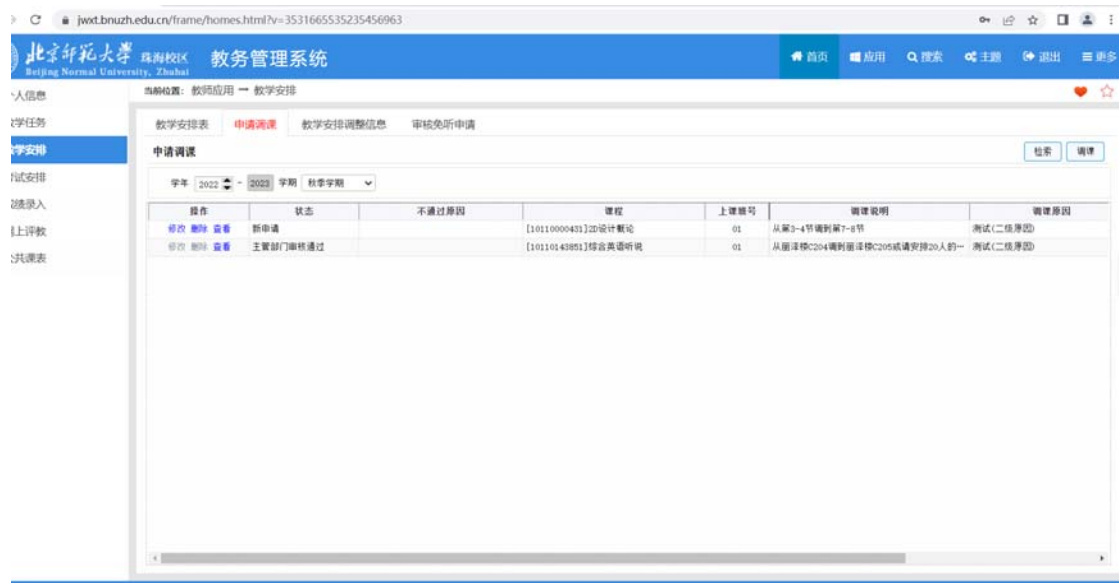 jwxt.bnuzh.edu.cn/frame/homes.html?v=3531665535235456963
北京师范大学 珠海校区 教务管理系统
Beijing Normal University, Zhuhai
首页 应用 搜索 主题 退出 更多
人信息
当前位置: 教师应用 → 教学安排
学任务
教学安排表 申请调课 教学安排调整信息 审核免听申请
学安排
申请调课 检索 调课
试安排
学年 2022 - 2023 学期 秋季学期
绩录入
操作 状态 不通过原因 课程 上课班号 调课说明 调课原因
上评教
修改 删除 查看 新申请 [10110000431]2D设计概论 01 从第3-4节调到第7-8节 测试(二级原因)
修改 删除 查看 主管部门审核通过 [10110143851]综合英语听说 01 从丽泽楼C204调到丽泽楼C205或请安排20人的… 测试(二级原因)
共课表